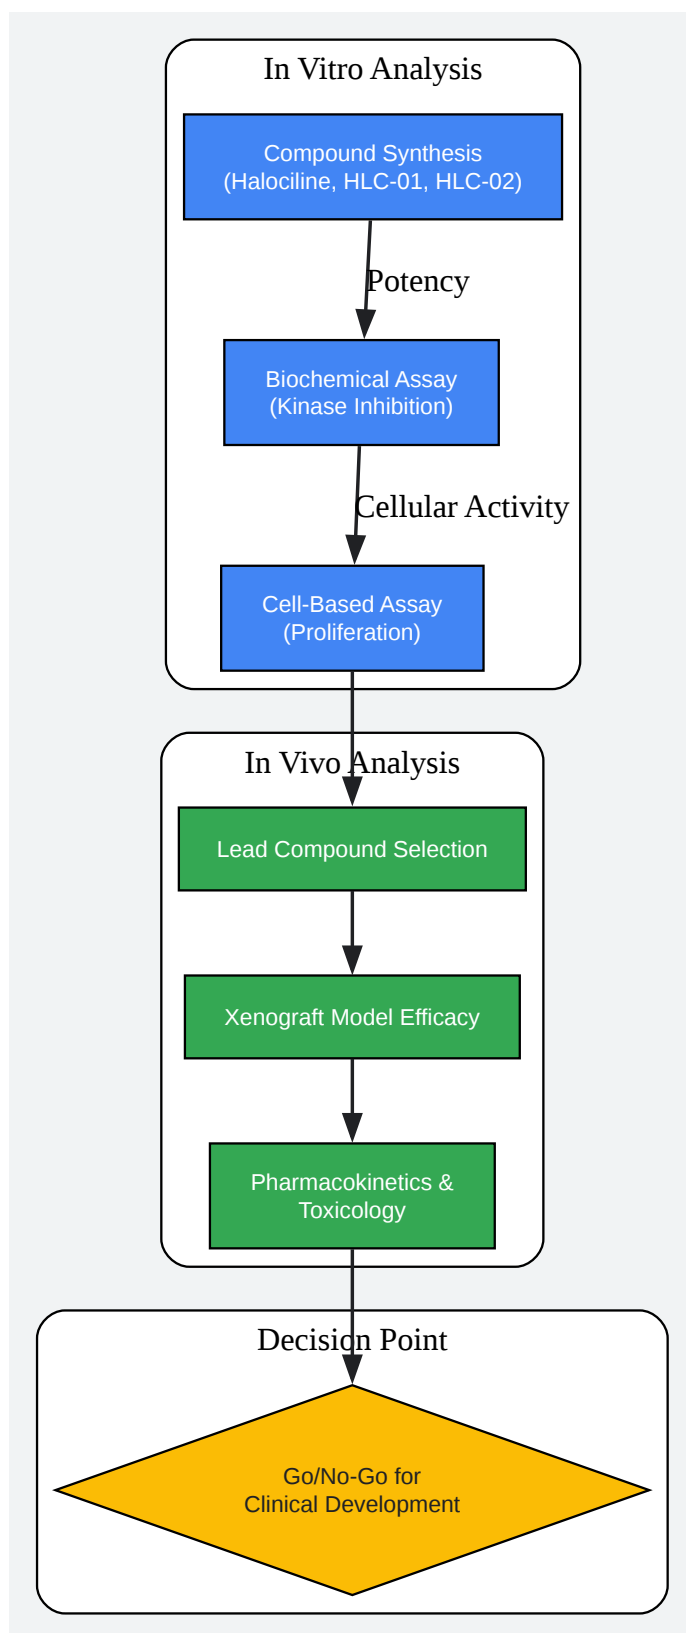 In Vitro Analysis
Compound Synthesis
(Halociline, HLC-01, HLC-02)
Potency
Biochemical Assay
(Kinase Inhibition)
Cellular Activity
Cell-Based Assay
(Proliferation)
In Vivo Analysis
Lead Compound Selection
Xenograft Model Efficacy
Pharmacokinetics &
Toxicology
Decision Point
Go/No-Go for
Clinical Development